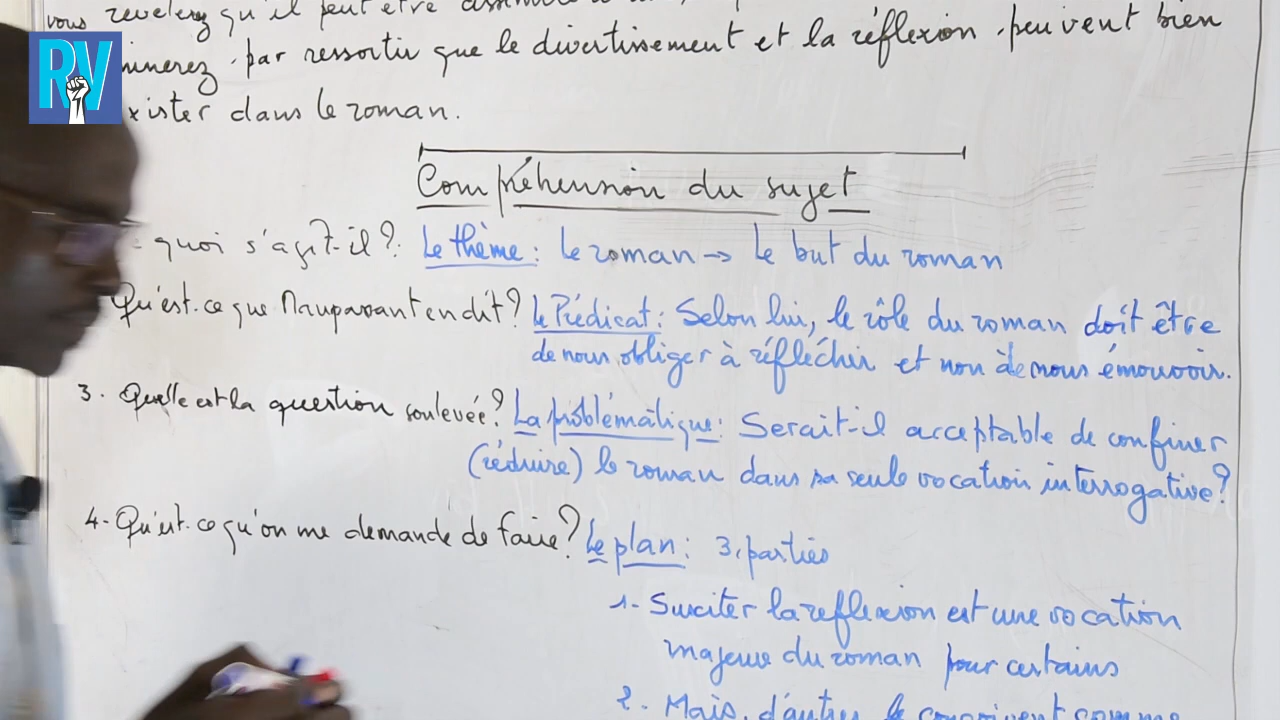 vous revelerez qu'il peut être
RV
minerez, par ressortir que le divertissement et la réflexion, peuvent bien
xister dans le roman.
Compréhension du sujet
quoi s'agit-il? Le thème: le roman → Le but du roman
Qu'est-ce que Maupassant en dit? Le Prédicat: Selon lui, le rôle du roman doit être
de nous obliger à réfléchir et non de nous émouvoir.
3. Quelle est la question soulevée? La problématique: Serait-il acceptable de confiner
(réduire) le roman dans sa seule vocation interrogative?
4- Qu'est-ce qu'on me demande de faire? Le plan: 3 parties
1- Susciter la reflexion est une vocation
majeure du roman pour certains
2- Mais, d'autres le conçoivent comme